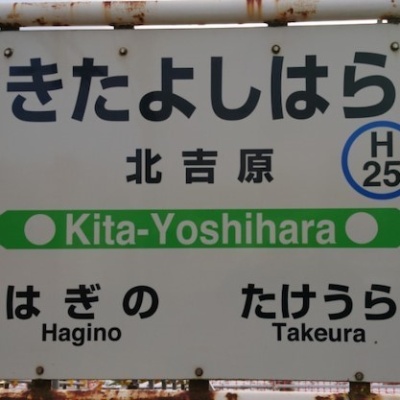 きたよしはら
北吉原
H
25
Kita-Yoshihara
はぎの たけうら
Hagino Takeura